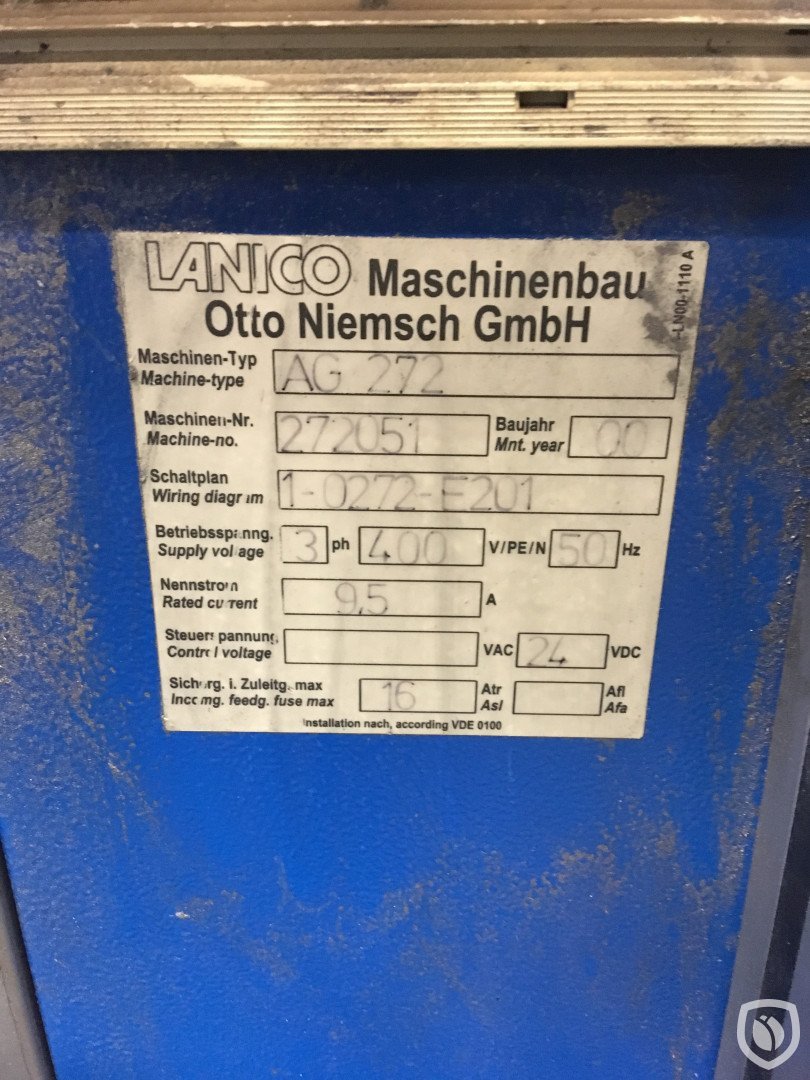 LANICO Maschinenbau
Otto Niemsch GmbH
LN00-1110 A
Maschinen-Typ AG 272
Machine-type
Maschinen-Nr. 272051 Baujahr 00
Machine-no. Mnt. year
Schaltplan 1-0272-E201
Wiring diagram
Betriebsspanng. 3 ph 400 V/PE/N 50 Hz
Supply voltage
Nennstrom 9,5 A
Rated current
Steuerspannung VAC 24 VDC
Control voltage
Sicherg. i. Zuleitg. max 16 Atr Afl
Incomg. feedg. fuse max Asl Afa
Installation nach, according VDE 0100